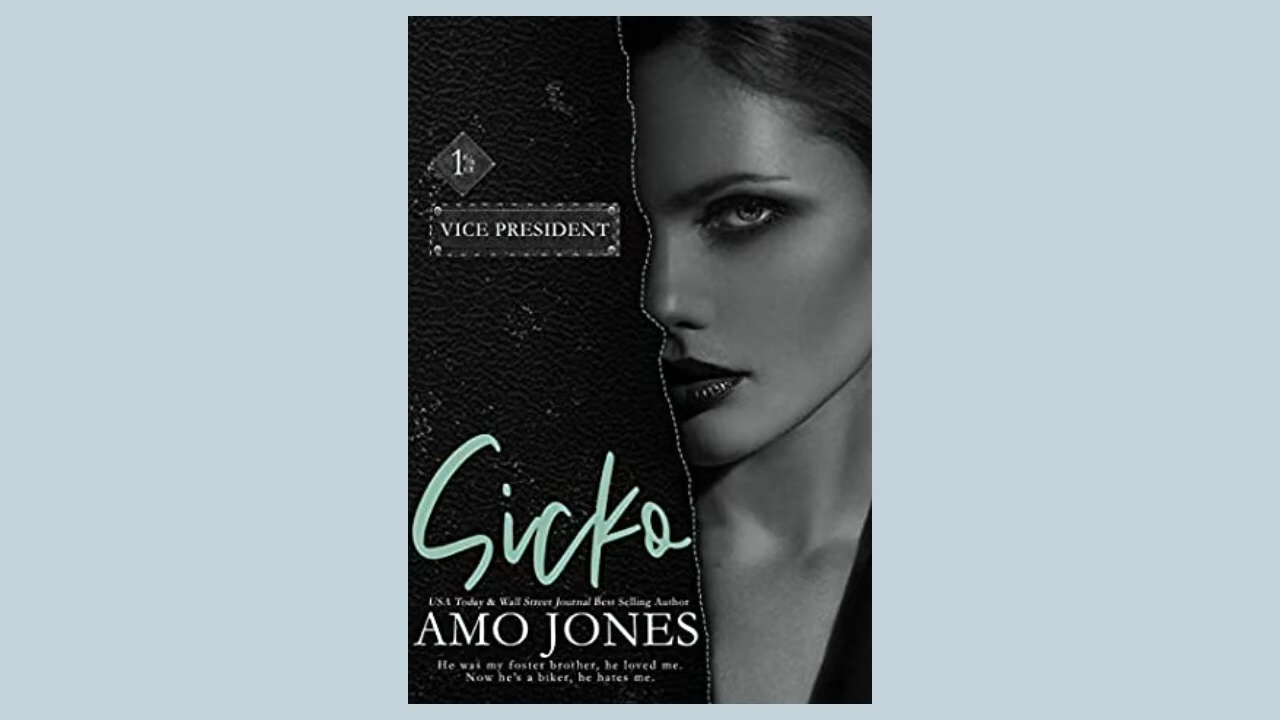 1%
VICE PRESIDENT
Sicko
USA Today & Wall Street Journal Best Selling Author
AMO JONES
He was my foster brother, he loved me.
Now he's a biker, he hates me.